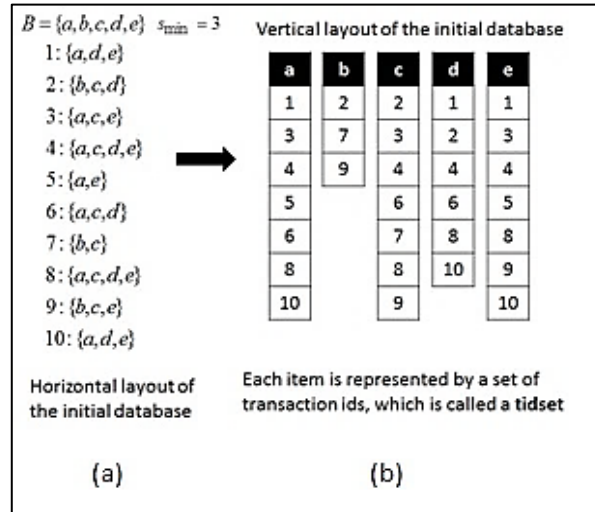 B = {a,b,c,d,e} s_min = 3
1: {a,d,e}
2: {b,c,d}
3: {a,c,e}
4: {a,c,d,e}
5: {a,e}
6: {a,c,d}
7: {b,c}
8: {a,c,d,e}
9: {b,c,e}
10: {a,d,e}
Horizontal layout of
the initial database
(a)
Vertical layout of the initial database
a b c d e
1 2 2 1 1
3 7 3 2 3
4 9 4 4 4
5 6 6 5
6 7 8 8
8 8 10 9
10 9 10
Each item is represented by a set of
transaction ids, which is called a tidset
(b)